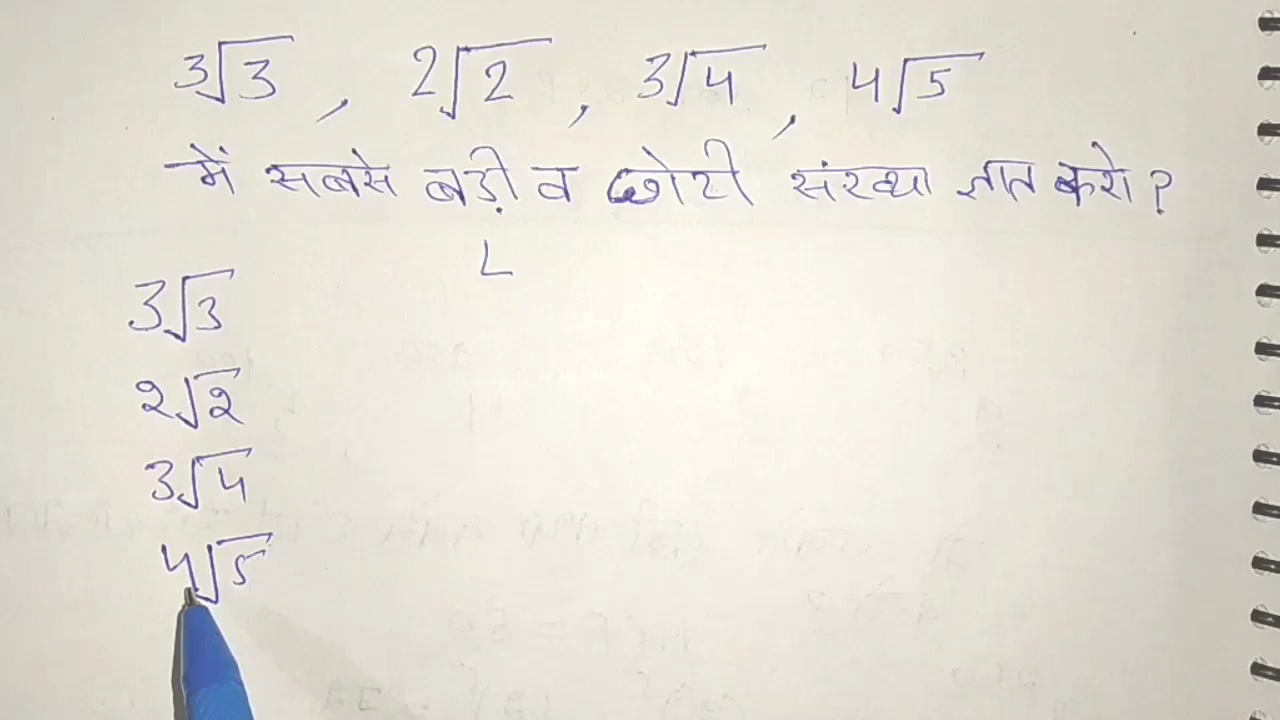 3√3, 2√2, 3√4, 4√5
में सबसे बड़ी व छोटी संख्या ज्ञात करो?
L
3√3
2√2
3√4
4√5